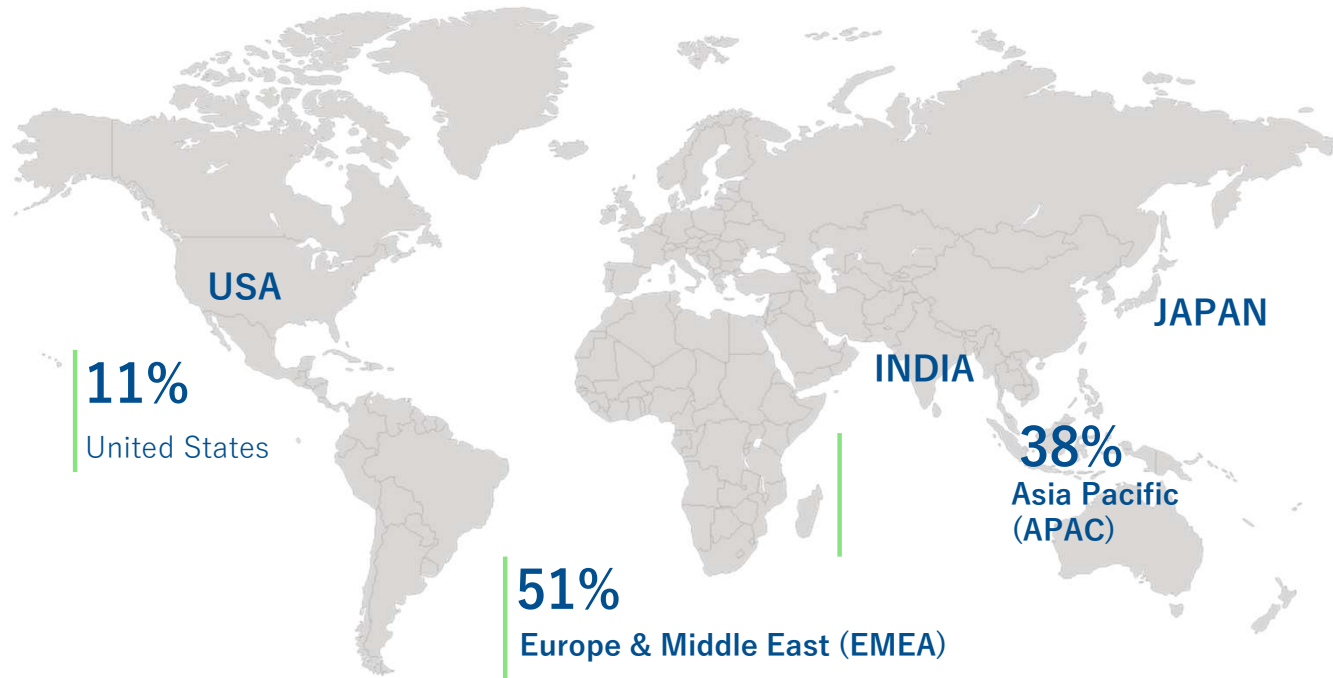 USA
JAPAN
INDIA
11%
United States
38%
Asia Pacific
(APAC)
51%
Europe & Middle East (EMEA)